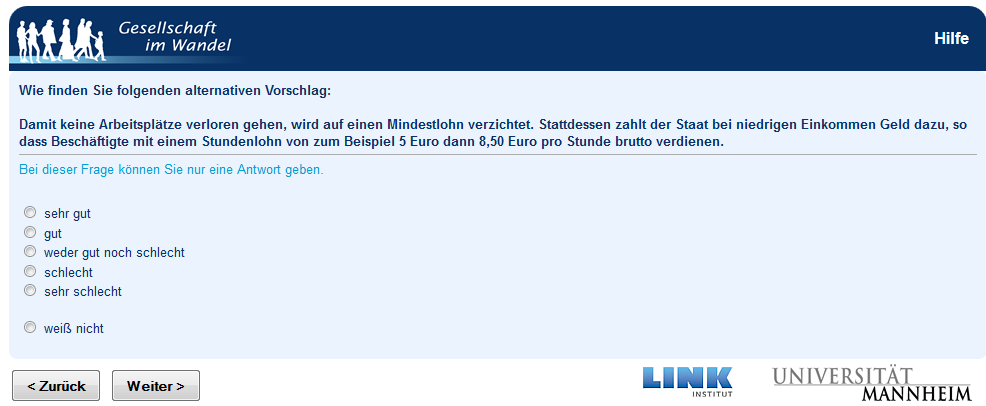 Gesellschaft
im Wandel
Hilfe
Wie finden Sie folgenden alternativen Vorschlag:
Damit keine Arbeitsplätze verloren gehen, wird auf einen Mindestlohn verzichtet. Stattdessen zahlt der Staat bei niedrigen Einkommen Geld dazu, so
dass Beschäftigte mit einem Stundenlohn von zum Beispiel 5 Euro dann 8,50 Euro pro Stunde brutto verdienen.
Bei dieser Frage können Sie nur eine Antwort geben.
sehr gut
gut
weder gut noch schlecht
schlecht
sehr schlecht
weiß nicht
< Zurück
Weiter >
LINK
INSTITUT
UNIVERSITÄT
MANNHEIM